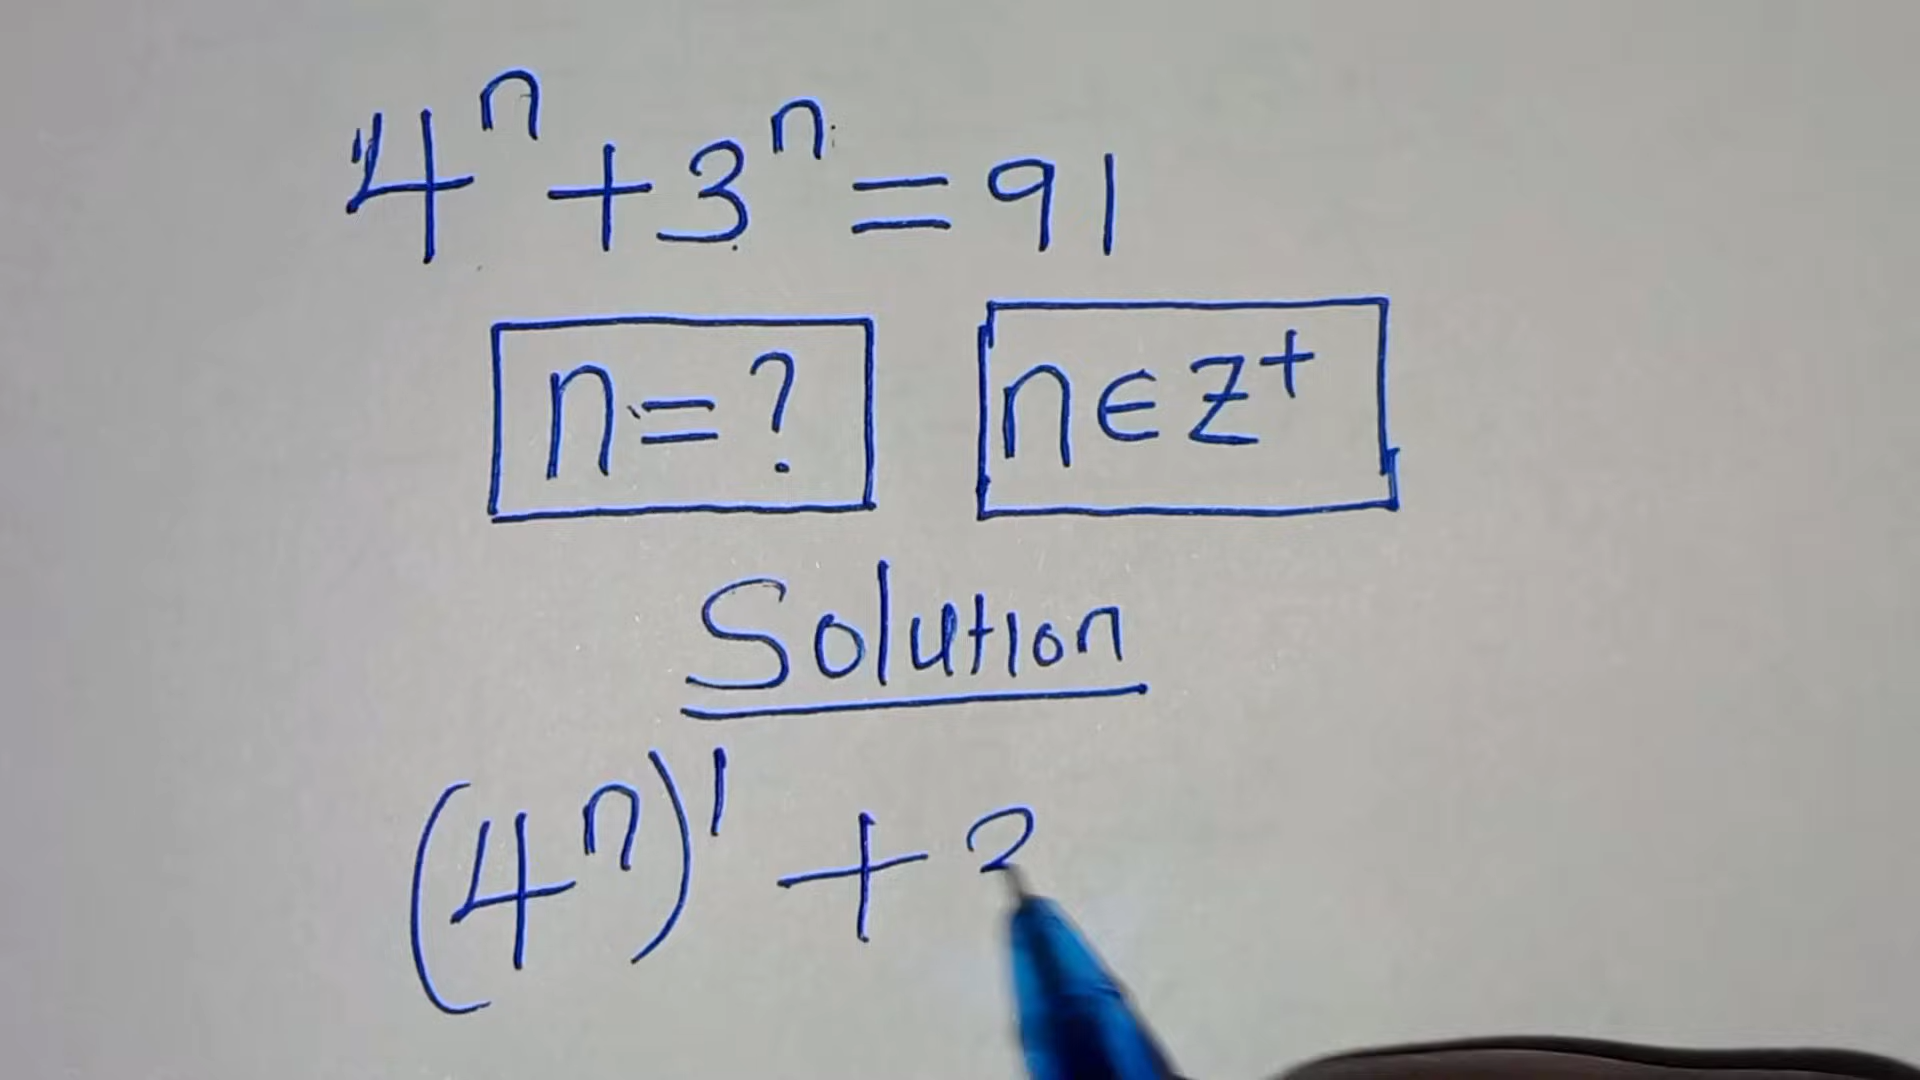 4ⁿ + 3ⁿ = 91
n = ? n ∈ Z⁺
Solution
(4ⁿ)¹ +